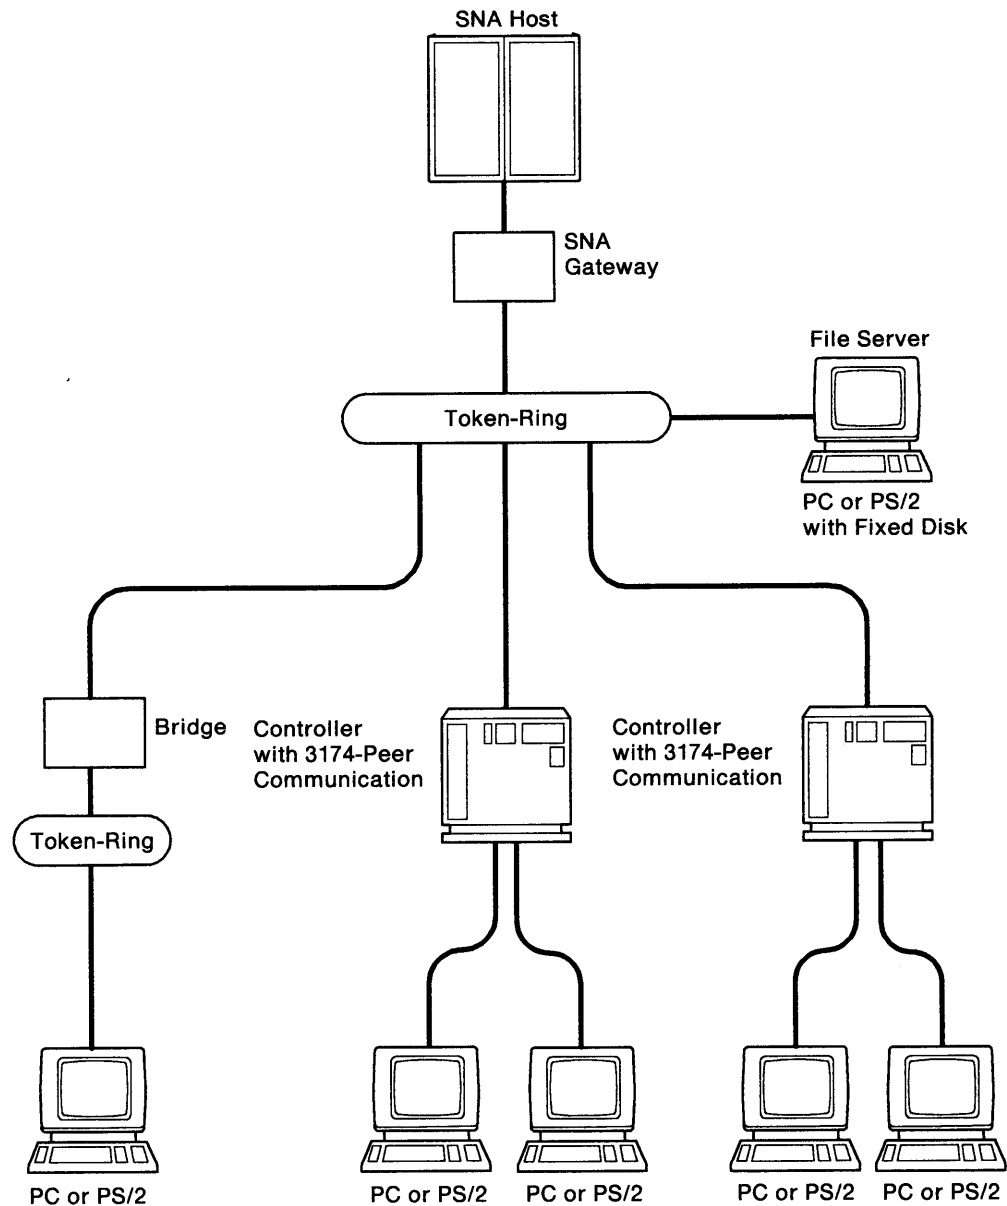 SNA Host
SNA
Gateway
File Server
Token-Ring
PC or PS/2
with Fixed Disk
Bridge
Controller
with 3174-Peer
Communication
Controller
with 3174-Peer
Communication
Token-Ring
PC or PS/2
PC or PS/2
PC or PS/2
PC or PS/2
PC or PS/2